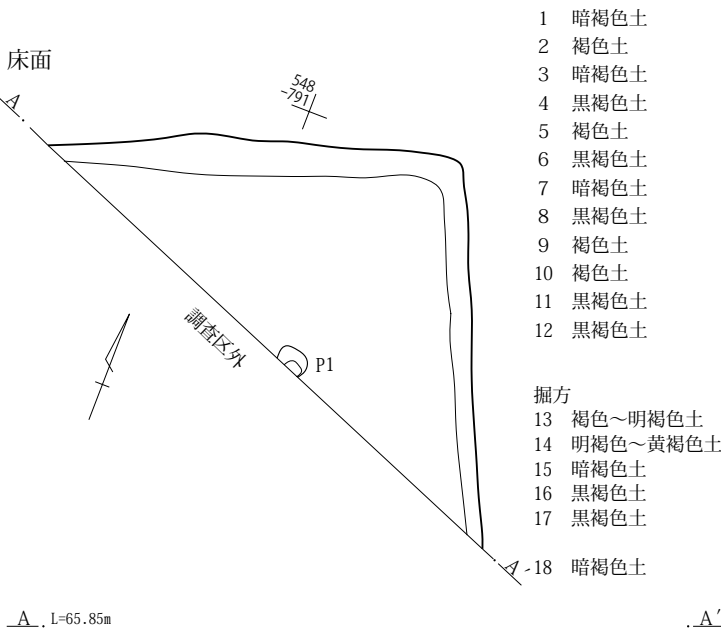 床面
A
548
-791
調査区外
P1
A′
1 暗褐色土
2 褐色土
3 暗褐色土
4 黒褐色土
5 褐色土
6 黒褐色土
7 暗褐色土
8 黒褐色土
9 褐色土
10 褐色土
11 黒褐色土
12 黒褐色土
掘方
13 褐色～明褐色土
14 明褐色～黄褐色土
15 暗褐色土
16 黒褐色土
17 黒褐色土
18 暗褐色土
A L=65.85m
A′